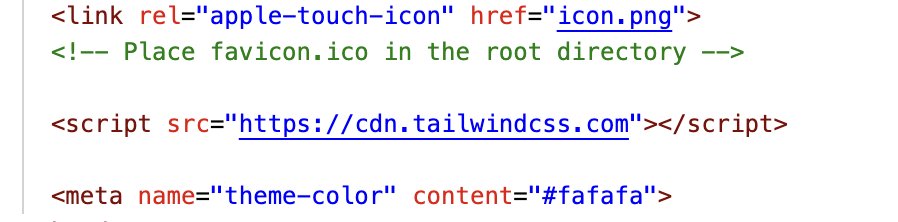 <link rel="apple-touch-icon" href="icon.png">
<!-- Place favicon.ico in the root directory -->
<script src="https://cdn.tailwindcss.com"></script>
<meta name="theme-color" content="#fafafa">